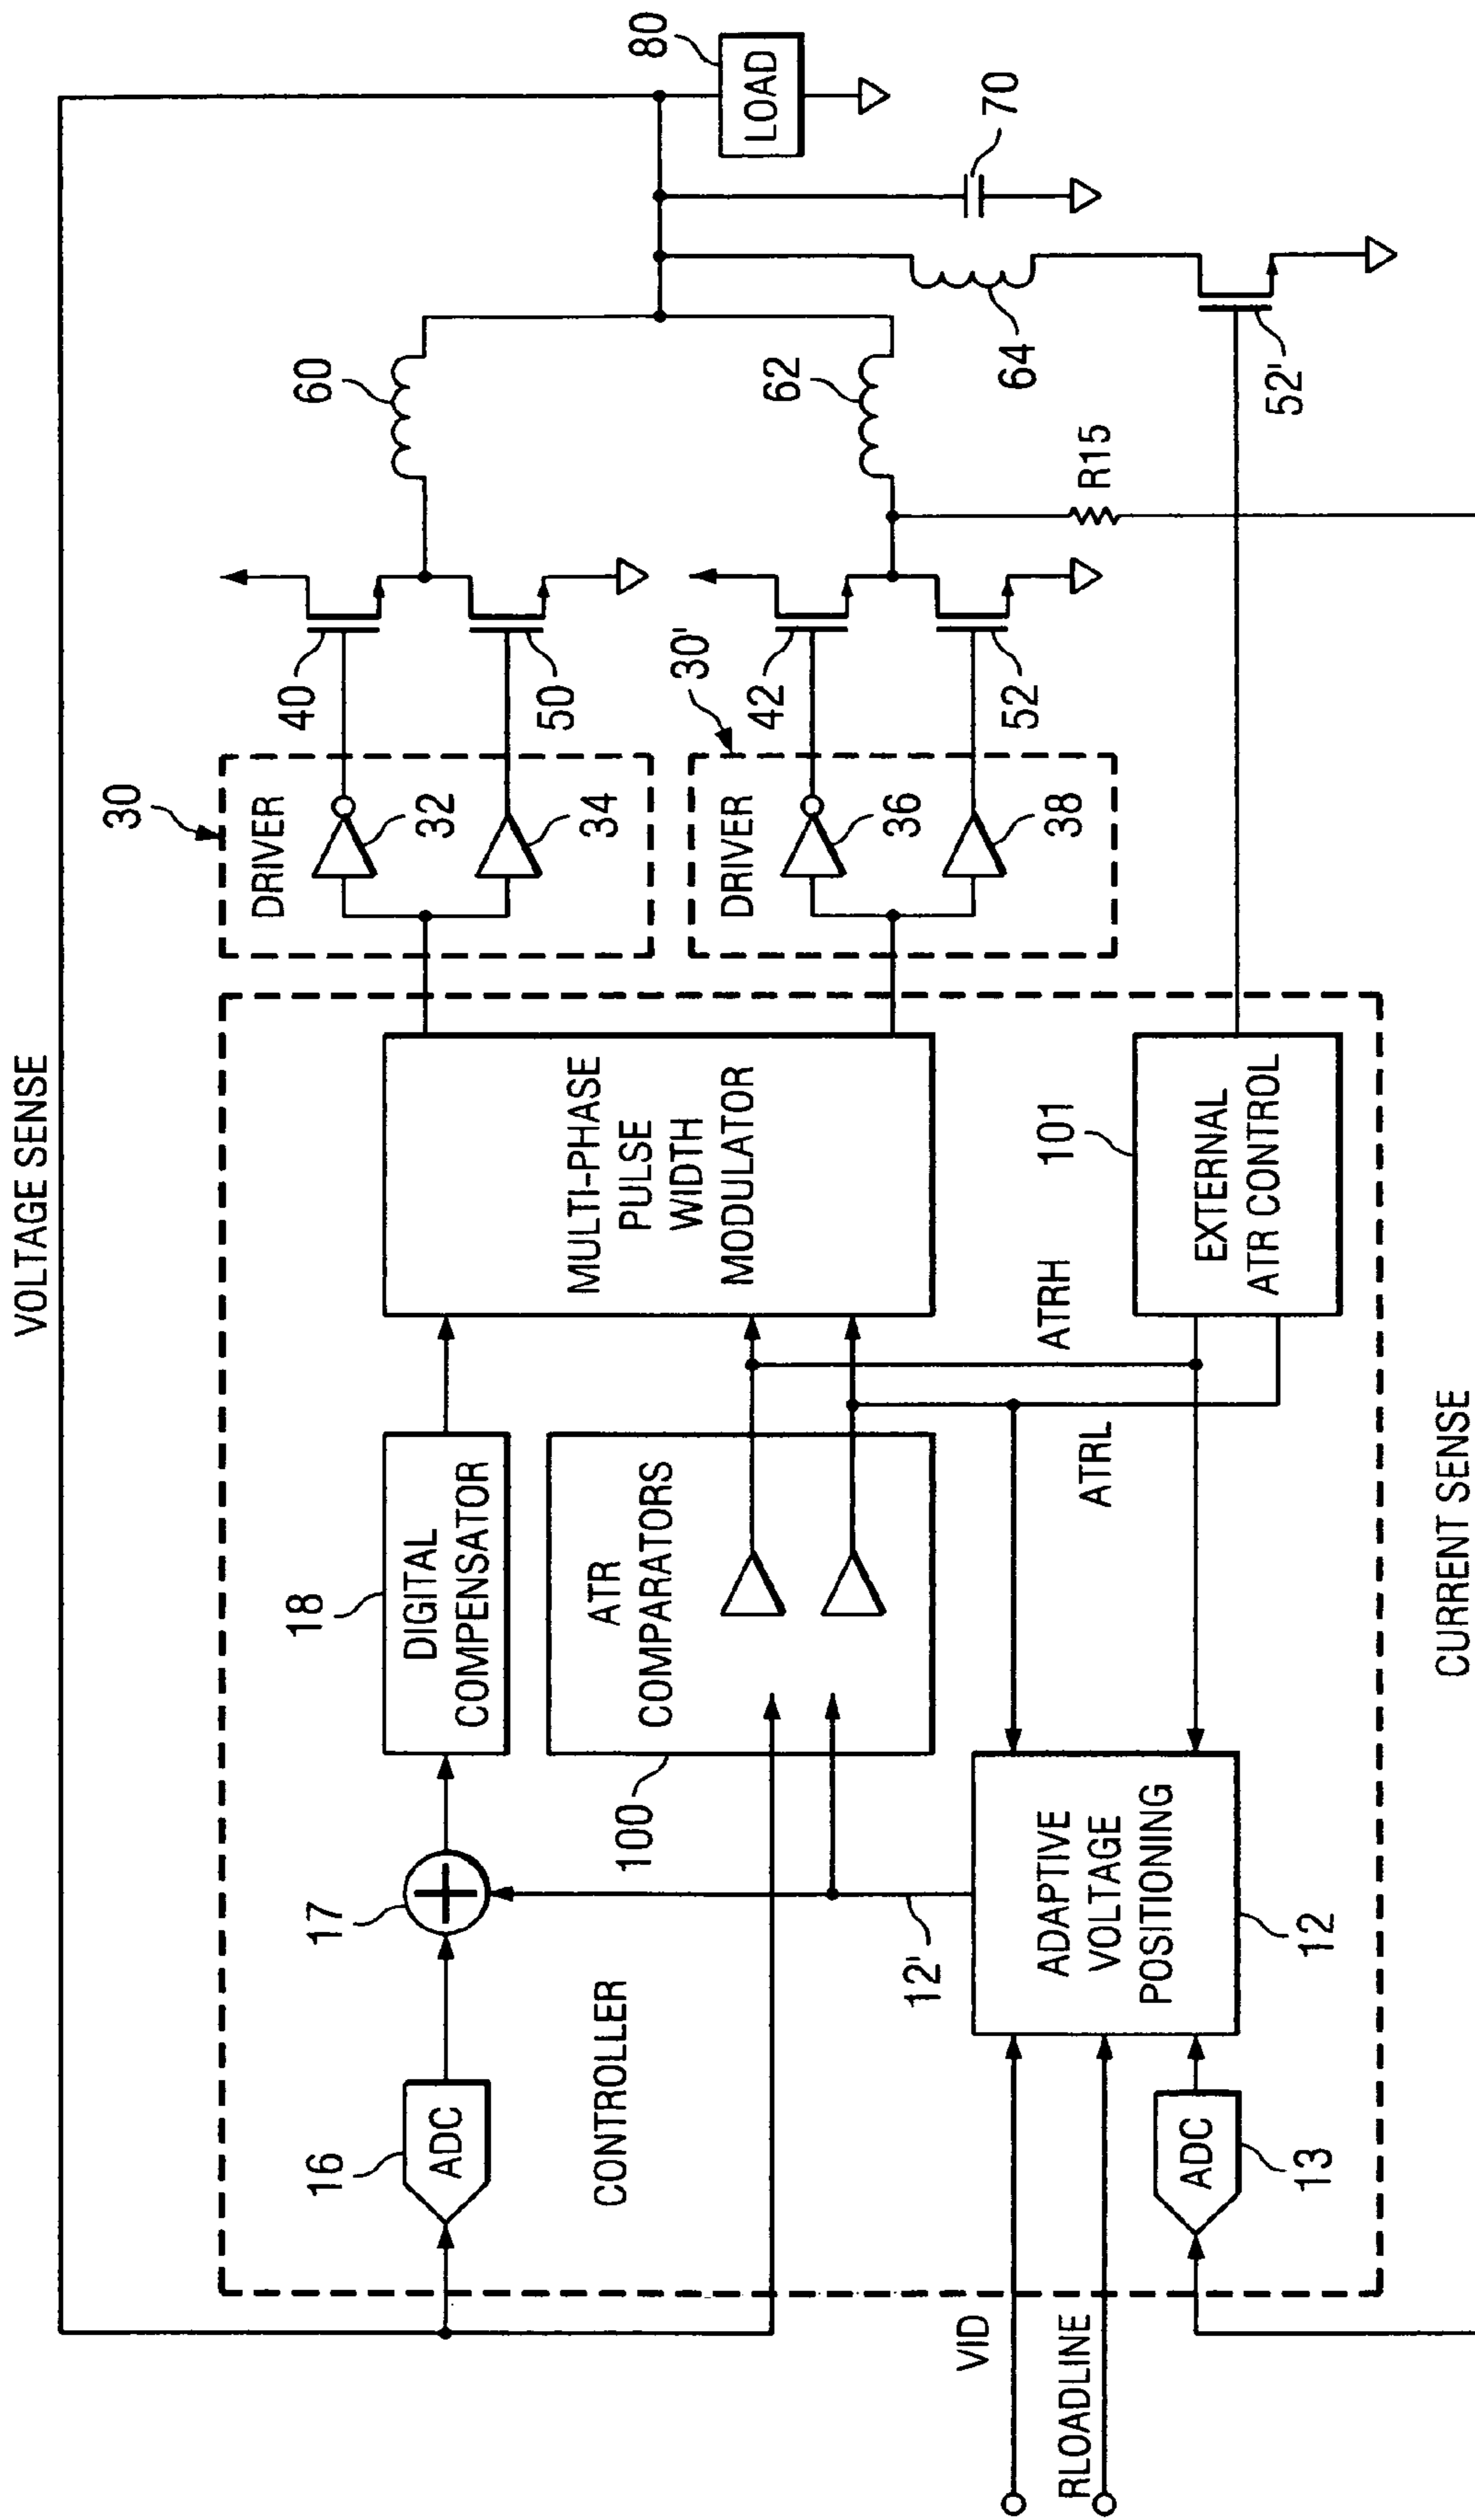 VOLTAGE SENSE
30
DRIVER
32
34
40
50
60
80
LOAD
30'
DRIVER
36
38
42
52
62
R15
64
70
52'
18
DIGITAL
COMPENSATOR
MULTI-PHASE
PULSE
WIDTH
MODULATOR
16
ADC
17
CONTROLLER
100
ATR
COMPARATORS
ATRH
ATRL
101
EXTERNAL
ATR CONTROL
12'
ADAPTIVE
VOLTAGE
POSITIONING
12
VID
RLOADLINE
ADC
13
CURRENT SENSE